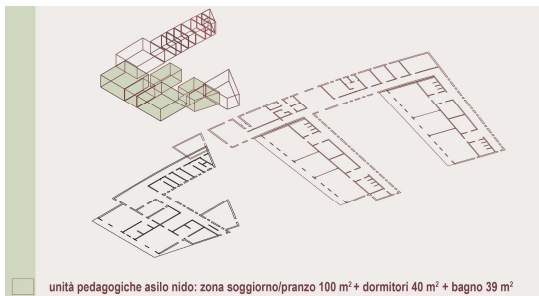 unità pedagogiche asilo nido: zona soggiorno/pranzo 100 m² + dormitori 40 m² + bagno 39 m²